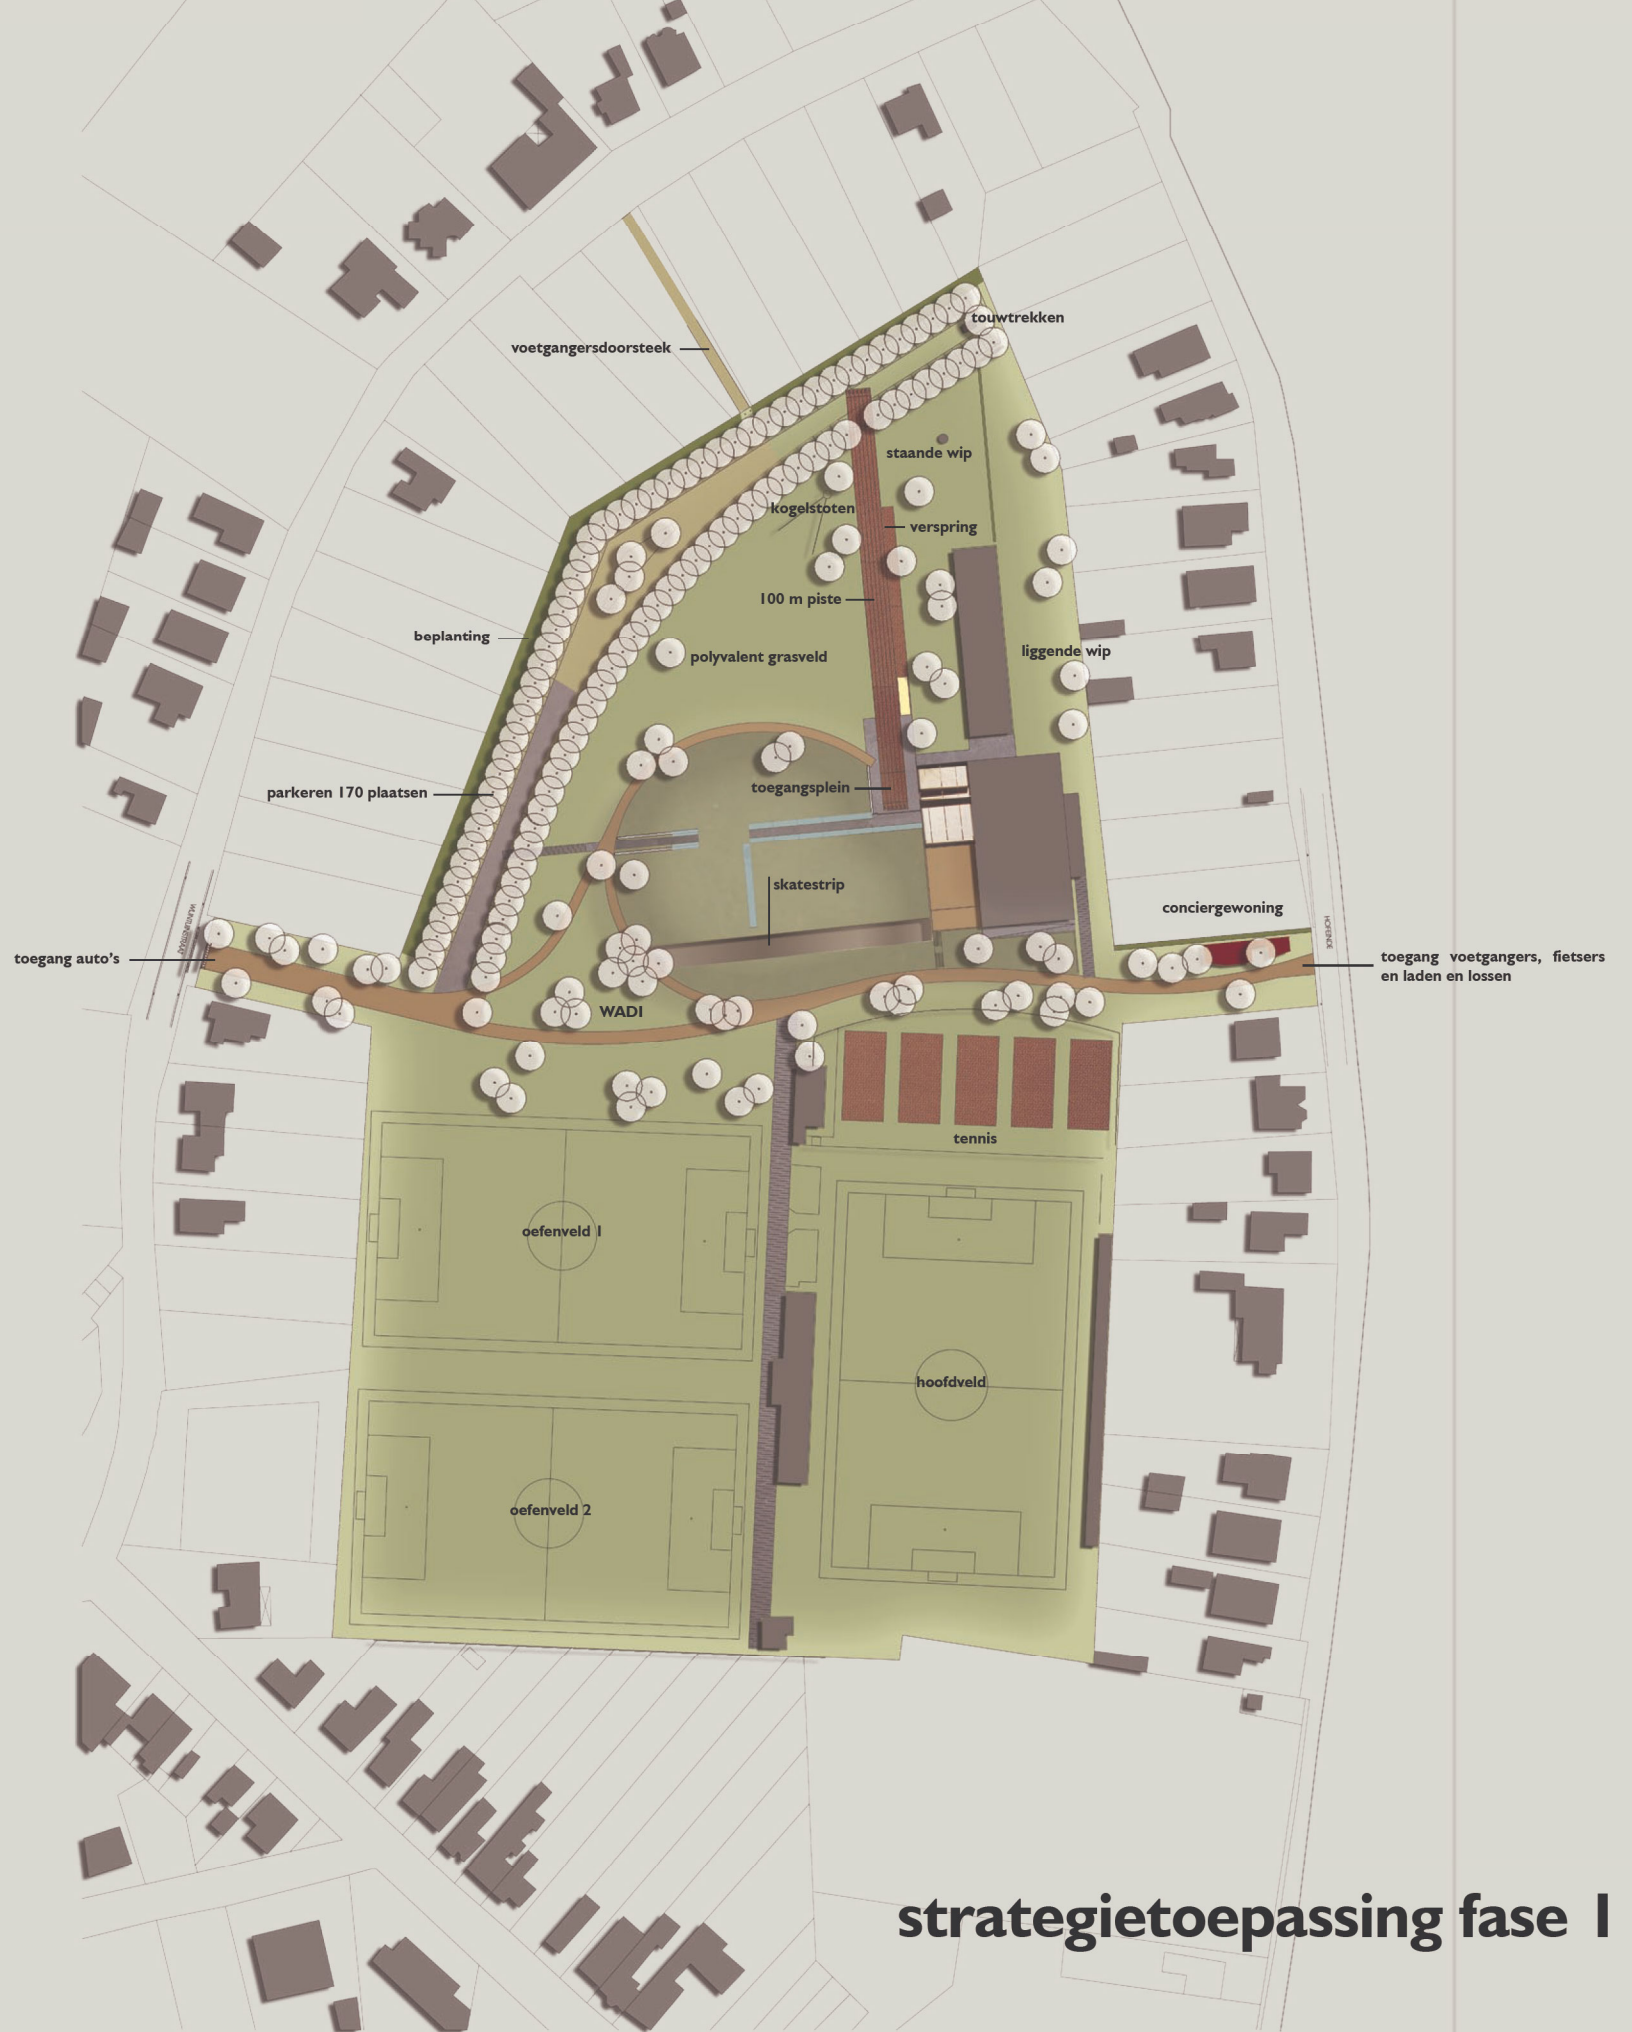 touwtrekken
voetgangersdoorsteek
staande wip
kogelstoten
verspring
100 m piste
beplanting
liggende wip
polyvalent grasveld
toegangsplein
parkeren 170 plaatsen
skatestrip
conciergewoning
HOFEINDE
toegang auto's
toegang voetgangers, fietsers
en laden en lossen
WADI
tennis
oefenveld 1
hoofdveld
oefenveld 2
strategietoepassing fase 1